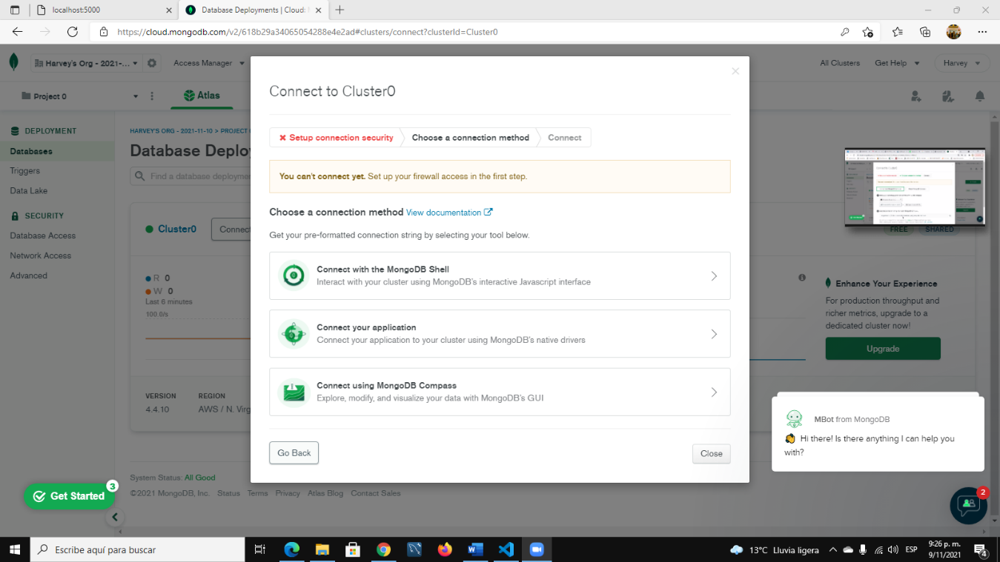 localhost:5000
Database Deployments | Cloud:
https://cloud.mongodb.com/v2/618b29a34065054288e4e2ad#clusters/connect?clusterId=Cluster0
Harvey's Org - 2021-...
Access Manager
All Clusters
Get Help
Harvey
Project 0
Atlas
DEPLOYMENT
Databases
Triggers
Data Lake
SECURITY
Database Access
Network Access
Advanced
HARVEY'S ORG - 2021-11-10 > PROJECT
Database Deplo
Find a database deployme
Cluster0
Connec
R 0
W 0
Last 6 minutes
100.0/s
VERSION
4.4.10
REGION
AWS / N. Virg
Connect to Cluster0
Setup connection security
Choose a connection method
Connect
You can't connect yet. Set up your firewall access in the first step.
Choose a connection method View documentation
Get your pre-formatted connection string by selecting your tool below.
Connect with the MongoDB Shell
Interact with your cluster using MongoDB's interactive Javascript interface
Connect your application
Connect your application to your cluster using MongoDB's native drivers
Connect using MongoDB Compass
Explore, modify, and visualize your data with MongoDB's GUI
Go Back
Close
FREE
SHARED
Enhance Your Experience
For production throughput and
richer metrics, upgrade to a
dedicated cluster now!
Upgrade
MBot from MongoDB
Hi there! Is there anything I can help you
with?
2
System Status: All Good
©2021 MongoDB, Inc. Status Terms Privacy Atlas Blog Contact Sales
Get Started
3
Escribe aquí para buscar
13°C Lluvia ligera
ESP
9:26 p. m.
9/11/2021
4